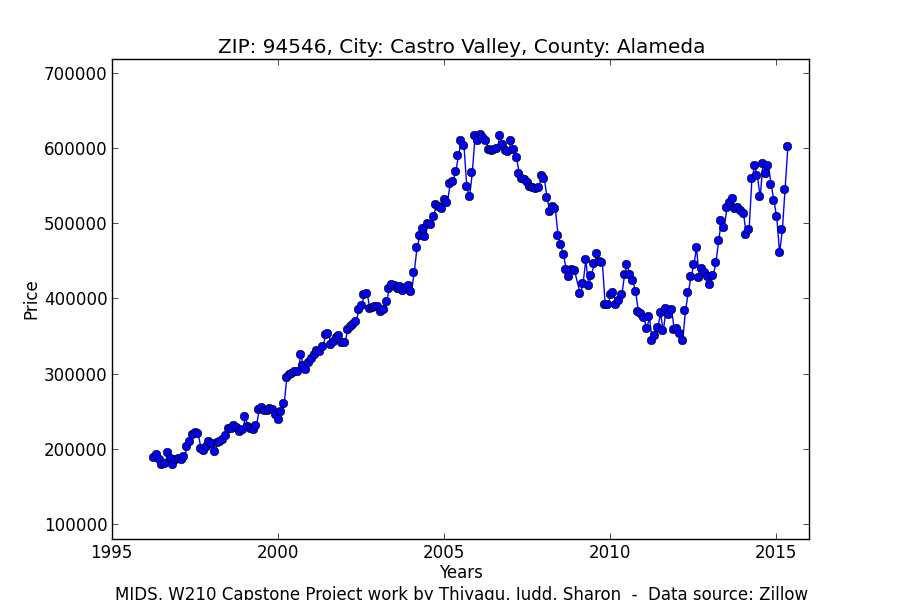 ZIP: 94546, City: Castro Valley, County: Alameda
700000
600000
500000
400000
300000
200000
100000
Price
1995 2000 2005 2010 2015
Years
MIDS, W210 Capstone Project work by Thiyagu, Judd, Sharon - Data source: Zillow